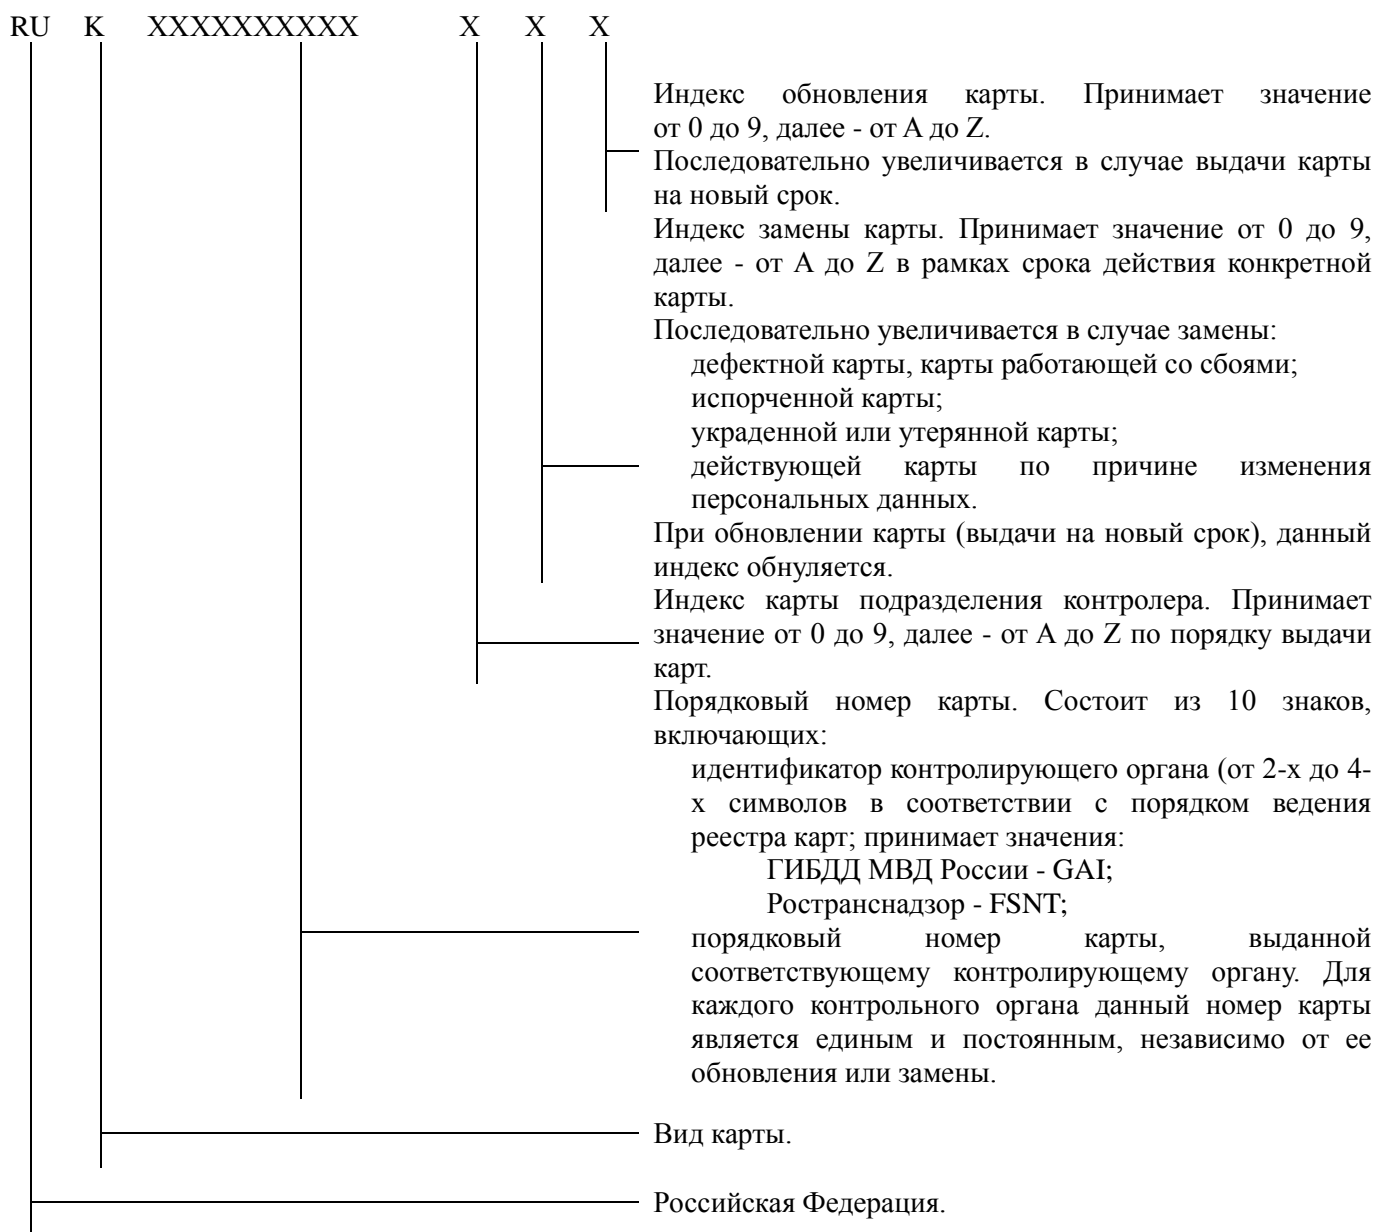 RU K XXXXXXXXXX X X X
Индекс обновления карты. Принимает значение
от 0 до 9, далее - от A до Z.
Последовательно увеличивается в случае выдачи карты
на новый срок.
Индекс замены карты. Принимает значение от 0 до 9,
далее - от A до Z в рамках срока действия конкретной
карты.
Последовательно увеличивается в случае замены:
дефектной карты, карты работающей со сбоями;
испорченной карты;
украденной или утерянной карты;
действующей карты по причине изменения
персональных данных.
При обновлении карты (выдачи на новый срок), данный
индекс обнуляется.
Индекс карты подразделения контролера. Принимает
значение от 0 до 9, далее - от A до Z по порядку выдачи
карт.
Порядковый номер карты. Состоит из 10 знаков,
включающих:
идентификатор контролирующего органа (от 2-х до 4-
х символов в соответствии с порядком ведения
реестра карт; принимает значения:
ГИБДД МВД России - GAI;
Ространснадзор - FSNT;
порядковый номер карты, выданной
соответствующему контролирующему органу. Для
каждого контрольного органа данный номер карты
является единым и постоянным, независимо от ее
обновления или замены.
Вид карты.
Российская Федерация.